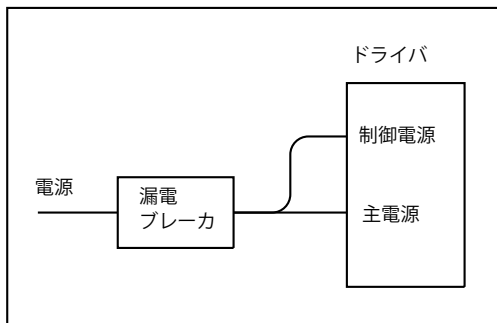 ドライバ
制御電源
電源
漏電
ブレーカ
主電源